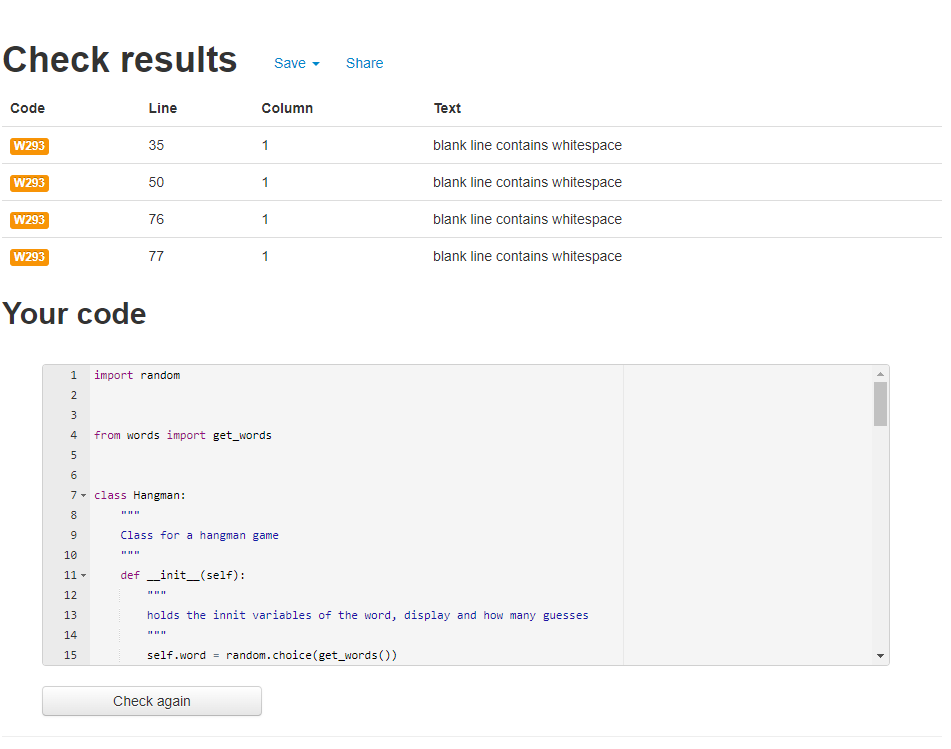 Check results Save Share
Code Line Column Text
W293 35 1 blank line contains whitespace
W293 50 1 blank line contains whitespace
W293 76 1 blank line contains whitespace
W293 77 1 blank line contains whitespace
Your code
1 import random
2
3
4 from words import get_words
5
6
7 class Hangman:
8 """
9 Class for a hangman game
10 """
11 def __init__(self):
12 """
13 holds the innit variables of the word, display and how many guesses
14 """
15 self.word = random.choice(get_words())
Check again